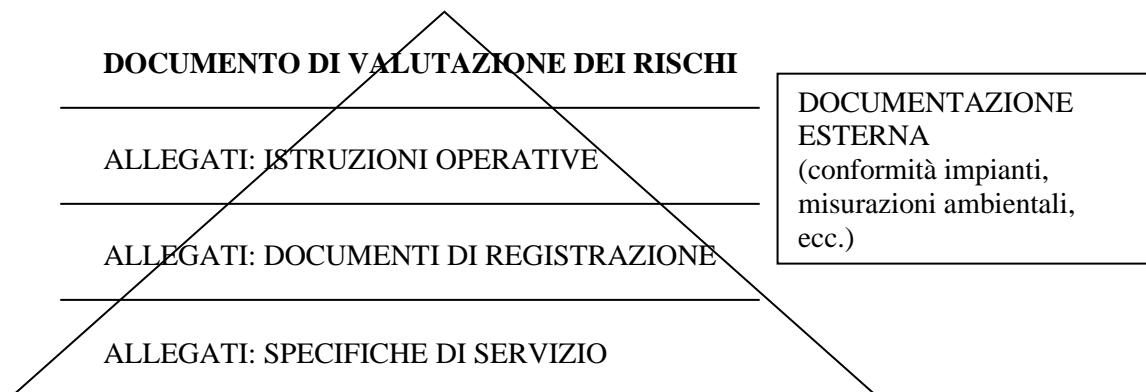 DOCUMENTO DI VALUTAZIONE DEI RISCHI
ALLEGATI: ISTRUZIONI OPERATIVE
ALLEGATI: DOCUMENTI DI REGISTRAZIONE
ALLEGATI: SPECIFICHE DI SERVIZIO
DOCUMENTAZIONE
ESTERNA
(conformità impianti,
misurazioni ambientali,
ecc.)